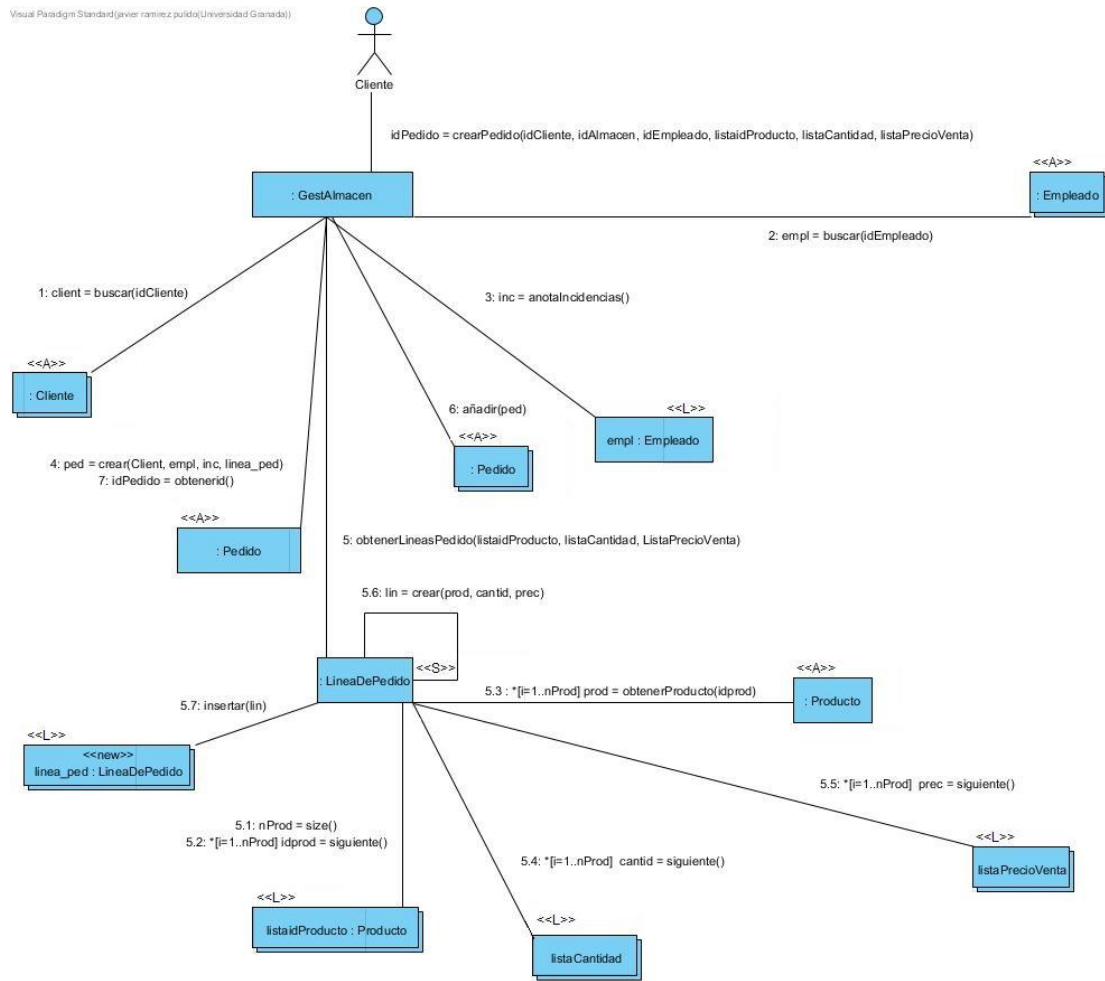 Visual Paradigm Standard(javier ramirez pulido(Universidad Granada))
Cliente
idPedido = crearPedido(idCliente, idAlmacen, idEmpleado, listaidProducto, listaCantidad, listaPrecioVenta)
: GestAlmacen
<<A>>
: Empleado
2: empl = buscar(idEmpleado)
1: client = buscar(idCliente)
3: inc = anotaIncidencias()
<<A>>
: Cliente
6: añadir(ped)
<<L>>
empl : Empleado
<<A>>
: Pedido
4: ped = crear(Client, empl, inc, linea_ped)
7: idPedido = obtenerid()
<<A>>
: Pedido
5: obtenerLineasPedido(listaidProducto, listaCantidad, ListaPrecioVenta)
5.6: lin = crear(prod, cantid, prec)
<<S>>
: LineaDePedido
5.3 : *[i=1..nProd] prod = obtenerProducto(idprod)
<<A>>
: Producto
5.7: insertar(lin)
<<L>>
<<new>>
linea_ped : LineaDePedido
5.5: *[i=1..nProd]  prec = siguiente()
5.1: nProd = size()
5.2: *[i=1..nProd] idprod = siguiente()
5.4: *[i=1..nProd]  cantid = siguiente()
<<L>>
listaPrecioVenta
<<L>>
listaidProducto : Producto
<<L>>
listaCantidad